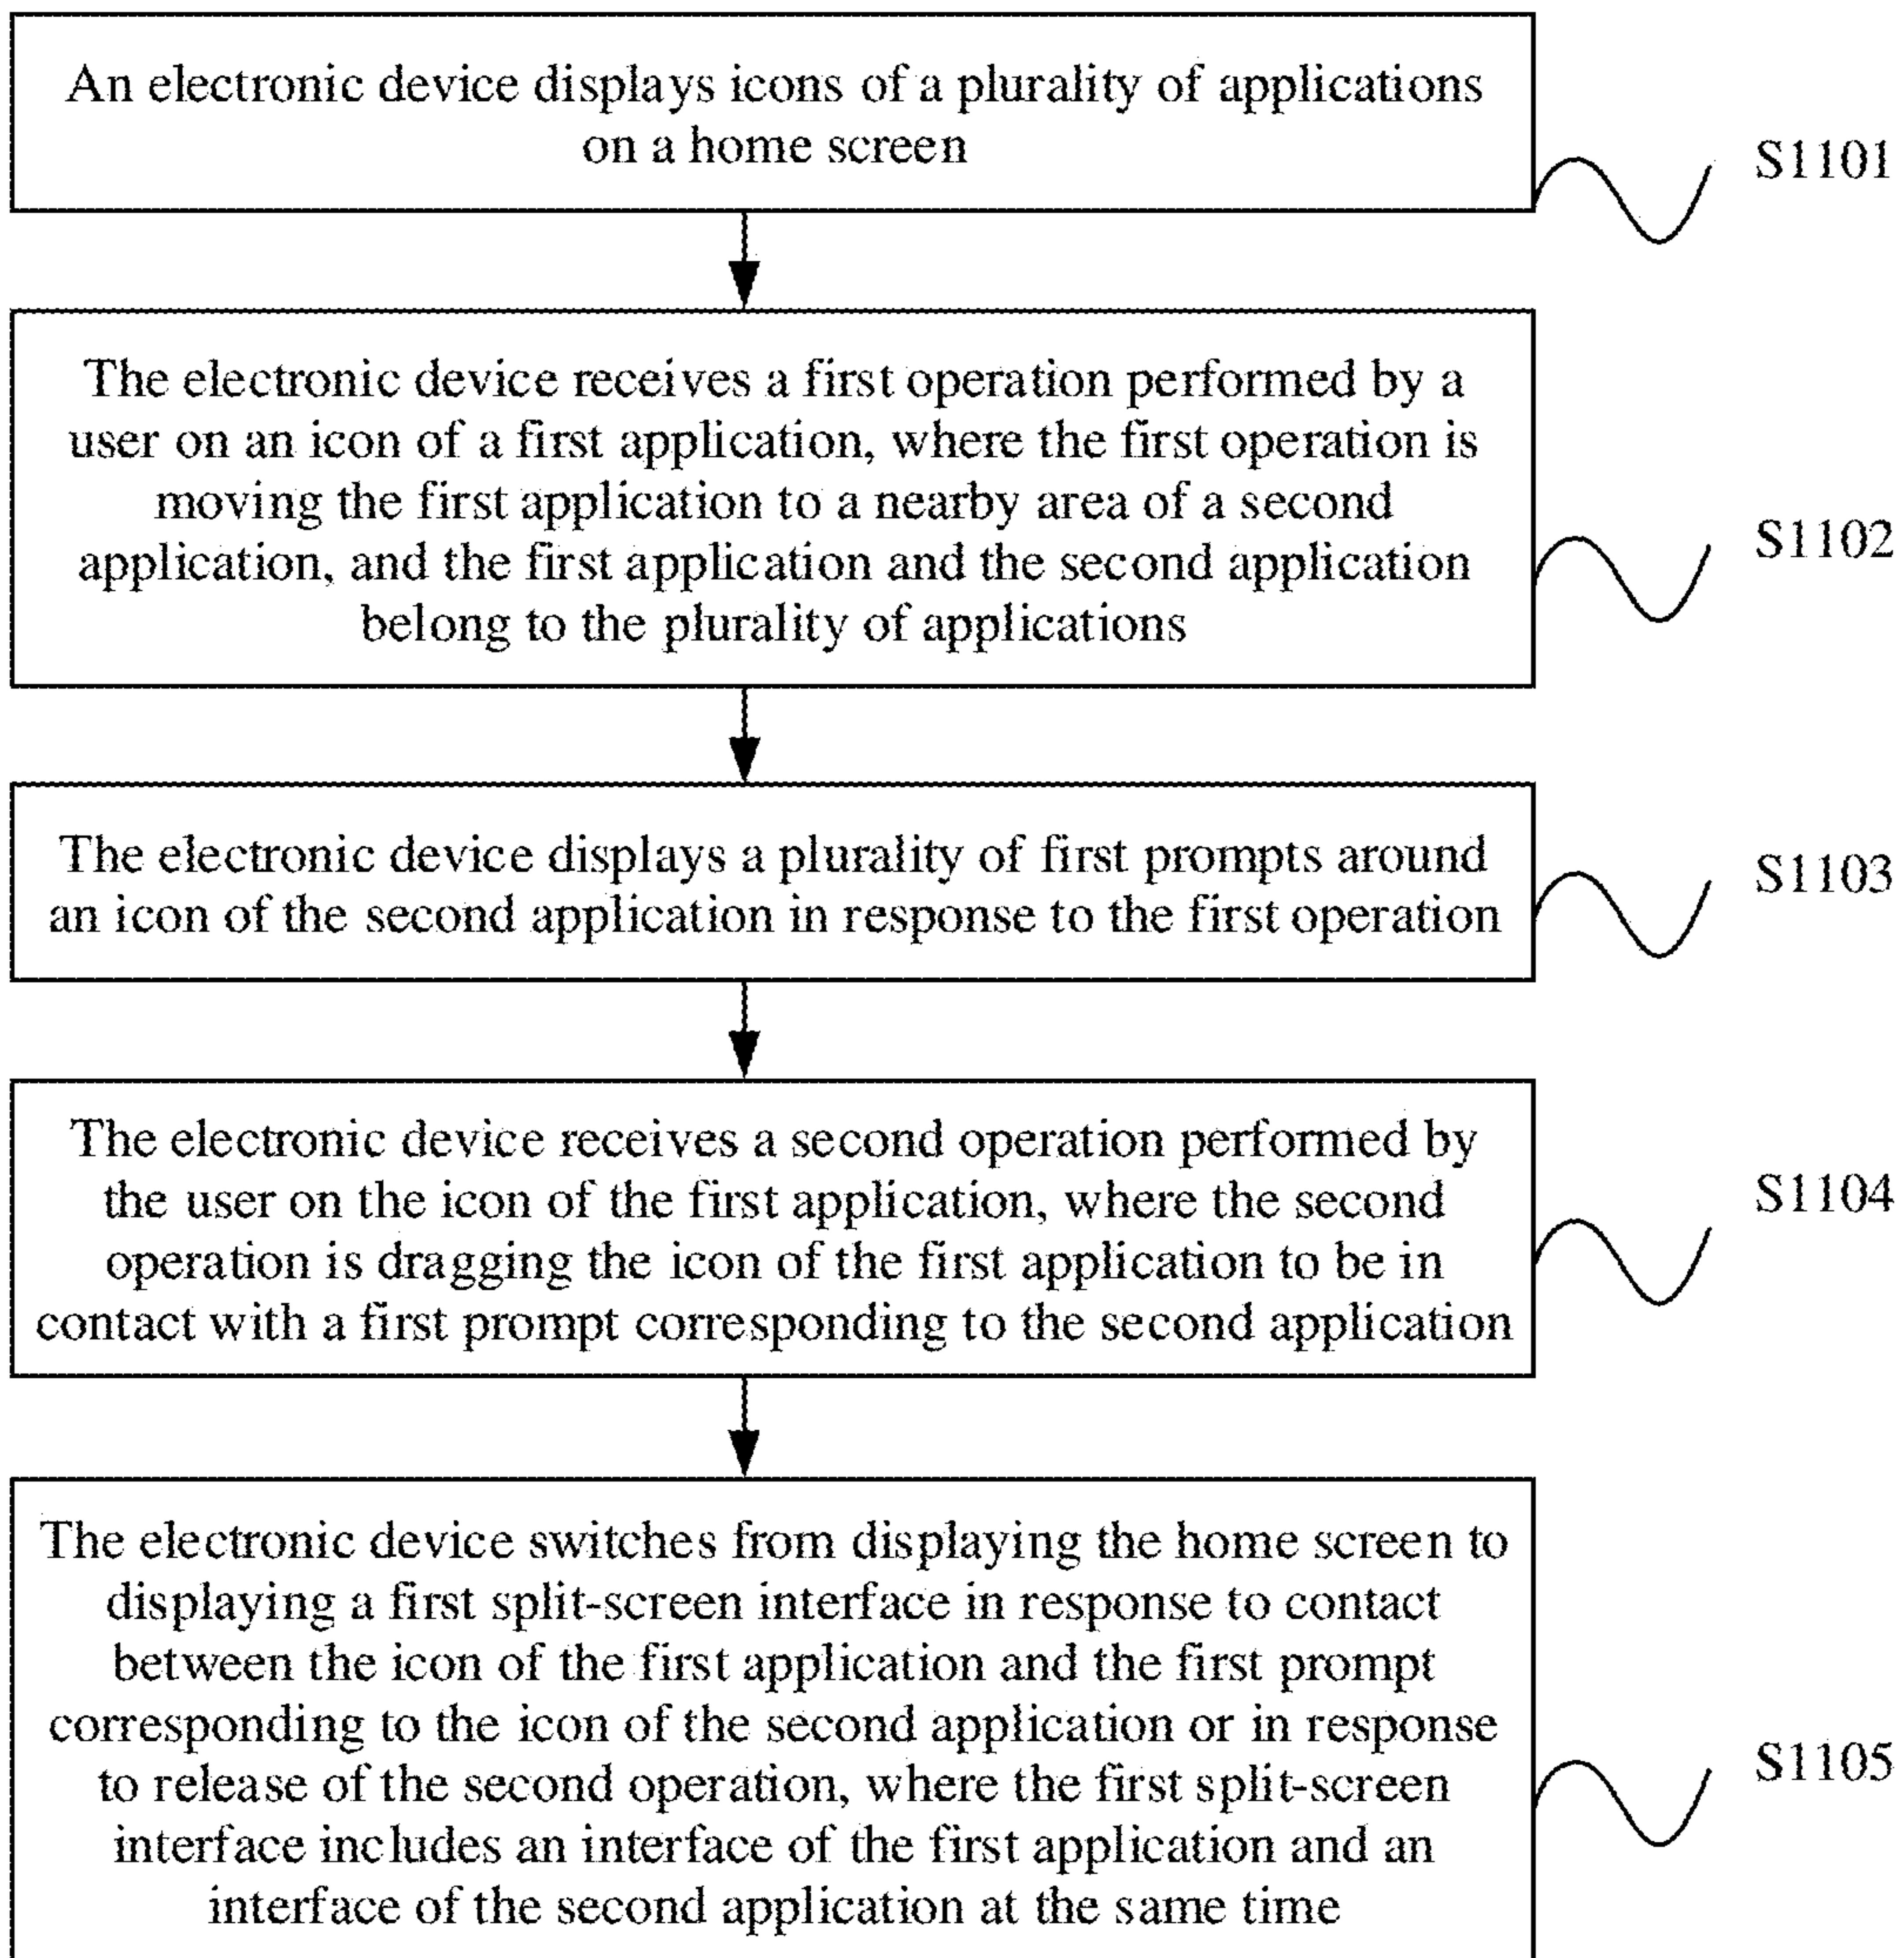 An electronic device displays icons of a plurality of applications
on a home screen
S1101
The electronic device receives a first operation performed by a
user on an icon of a first application, where the first operation is
moving the first application to a nearby area of a second
application, and the first application and the second application
belong to the plurality of applications
S1102
The electronic device displays a plurality of first prompts around
an icon of the second application in response to the first operation
S1103
The electronic device receives a second operation performed by
the user on the icon of the first application, where the second
operation is dragging the icon of the first application to be in
contact with a first prompt corresponding to the second application
S1104
The electronic device switches from displaying the home screen to
displaying a first split-screen interface in response to contact
between the icon of the first application and the first prompt
corresponding to the icon of the second application or in response
to release of the second operation, where the first split-screen
interface includes an interface of the first application and an
interface of the second application at the same time
S1105